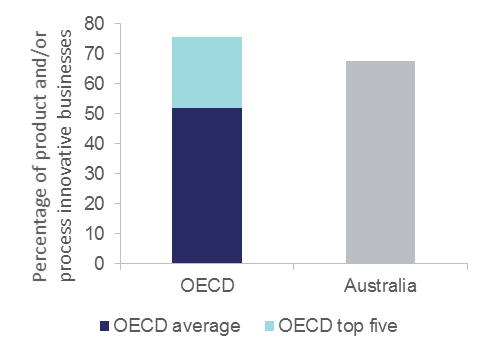 Percentage of product and/or
process innovative businesses
80
70
60
50
40
30
20
10
0
OECD
Australia
OECD average
OECD top five